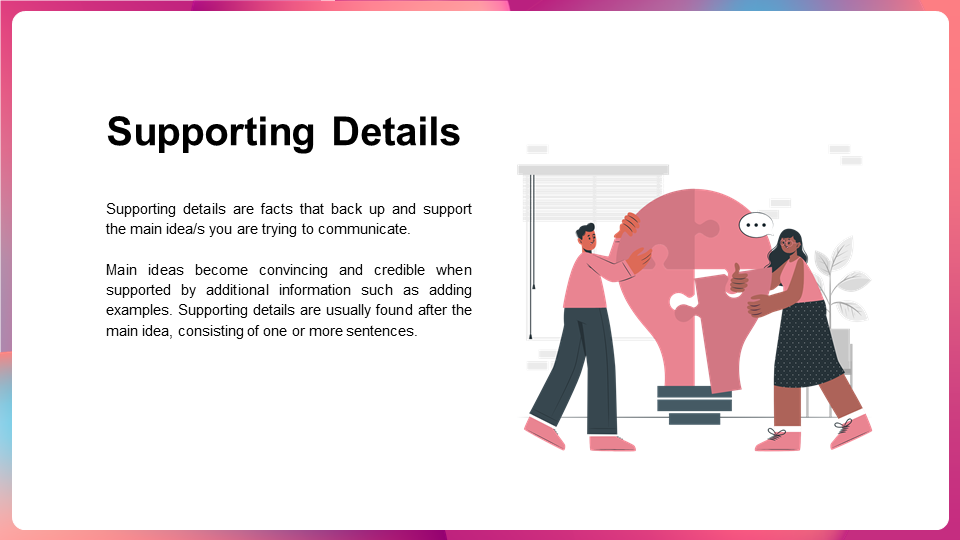 Supporting Details
Supporting details are facts that back up and support
the main idea/s you are trying to communicate.
Main ideas become convincing and credible when
supported by additional information such as adding
examples. Supporting details are usually found after the
main idea, consisting of one or more sentences.